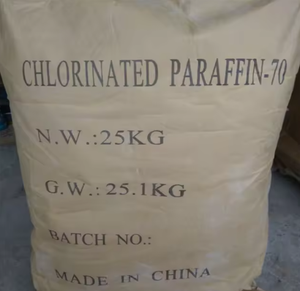 CHLORINATED PARAFFIN-70
N.W.:25KG
G.W.:25.1KG
BATCH NO.:
MADE IN CHINA